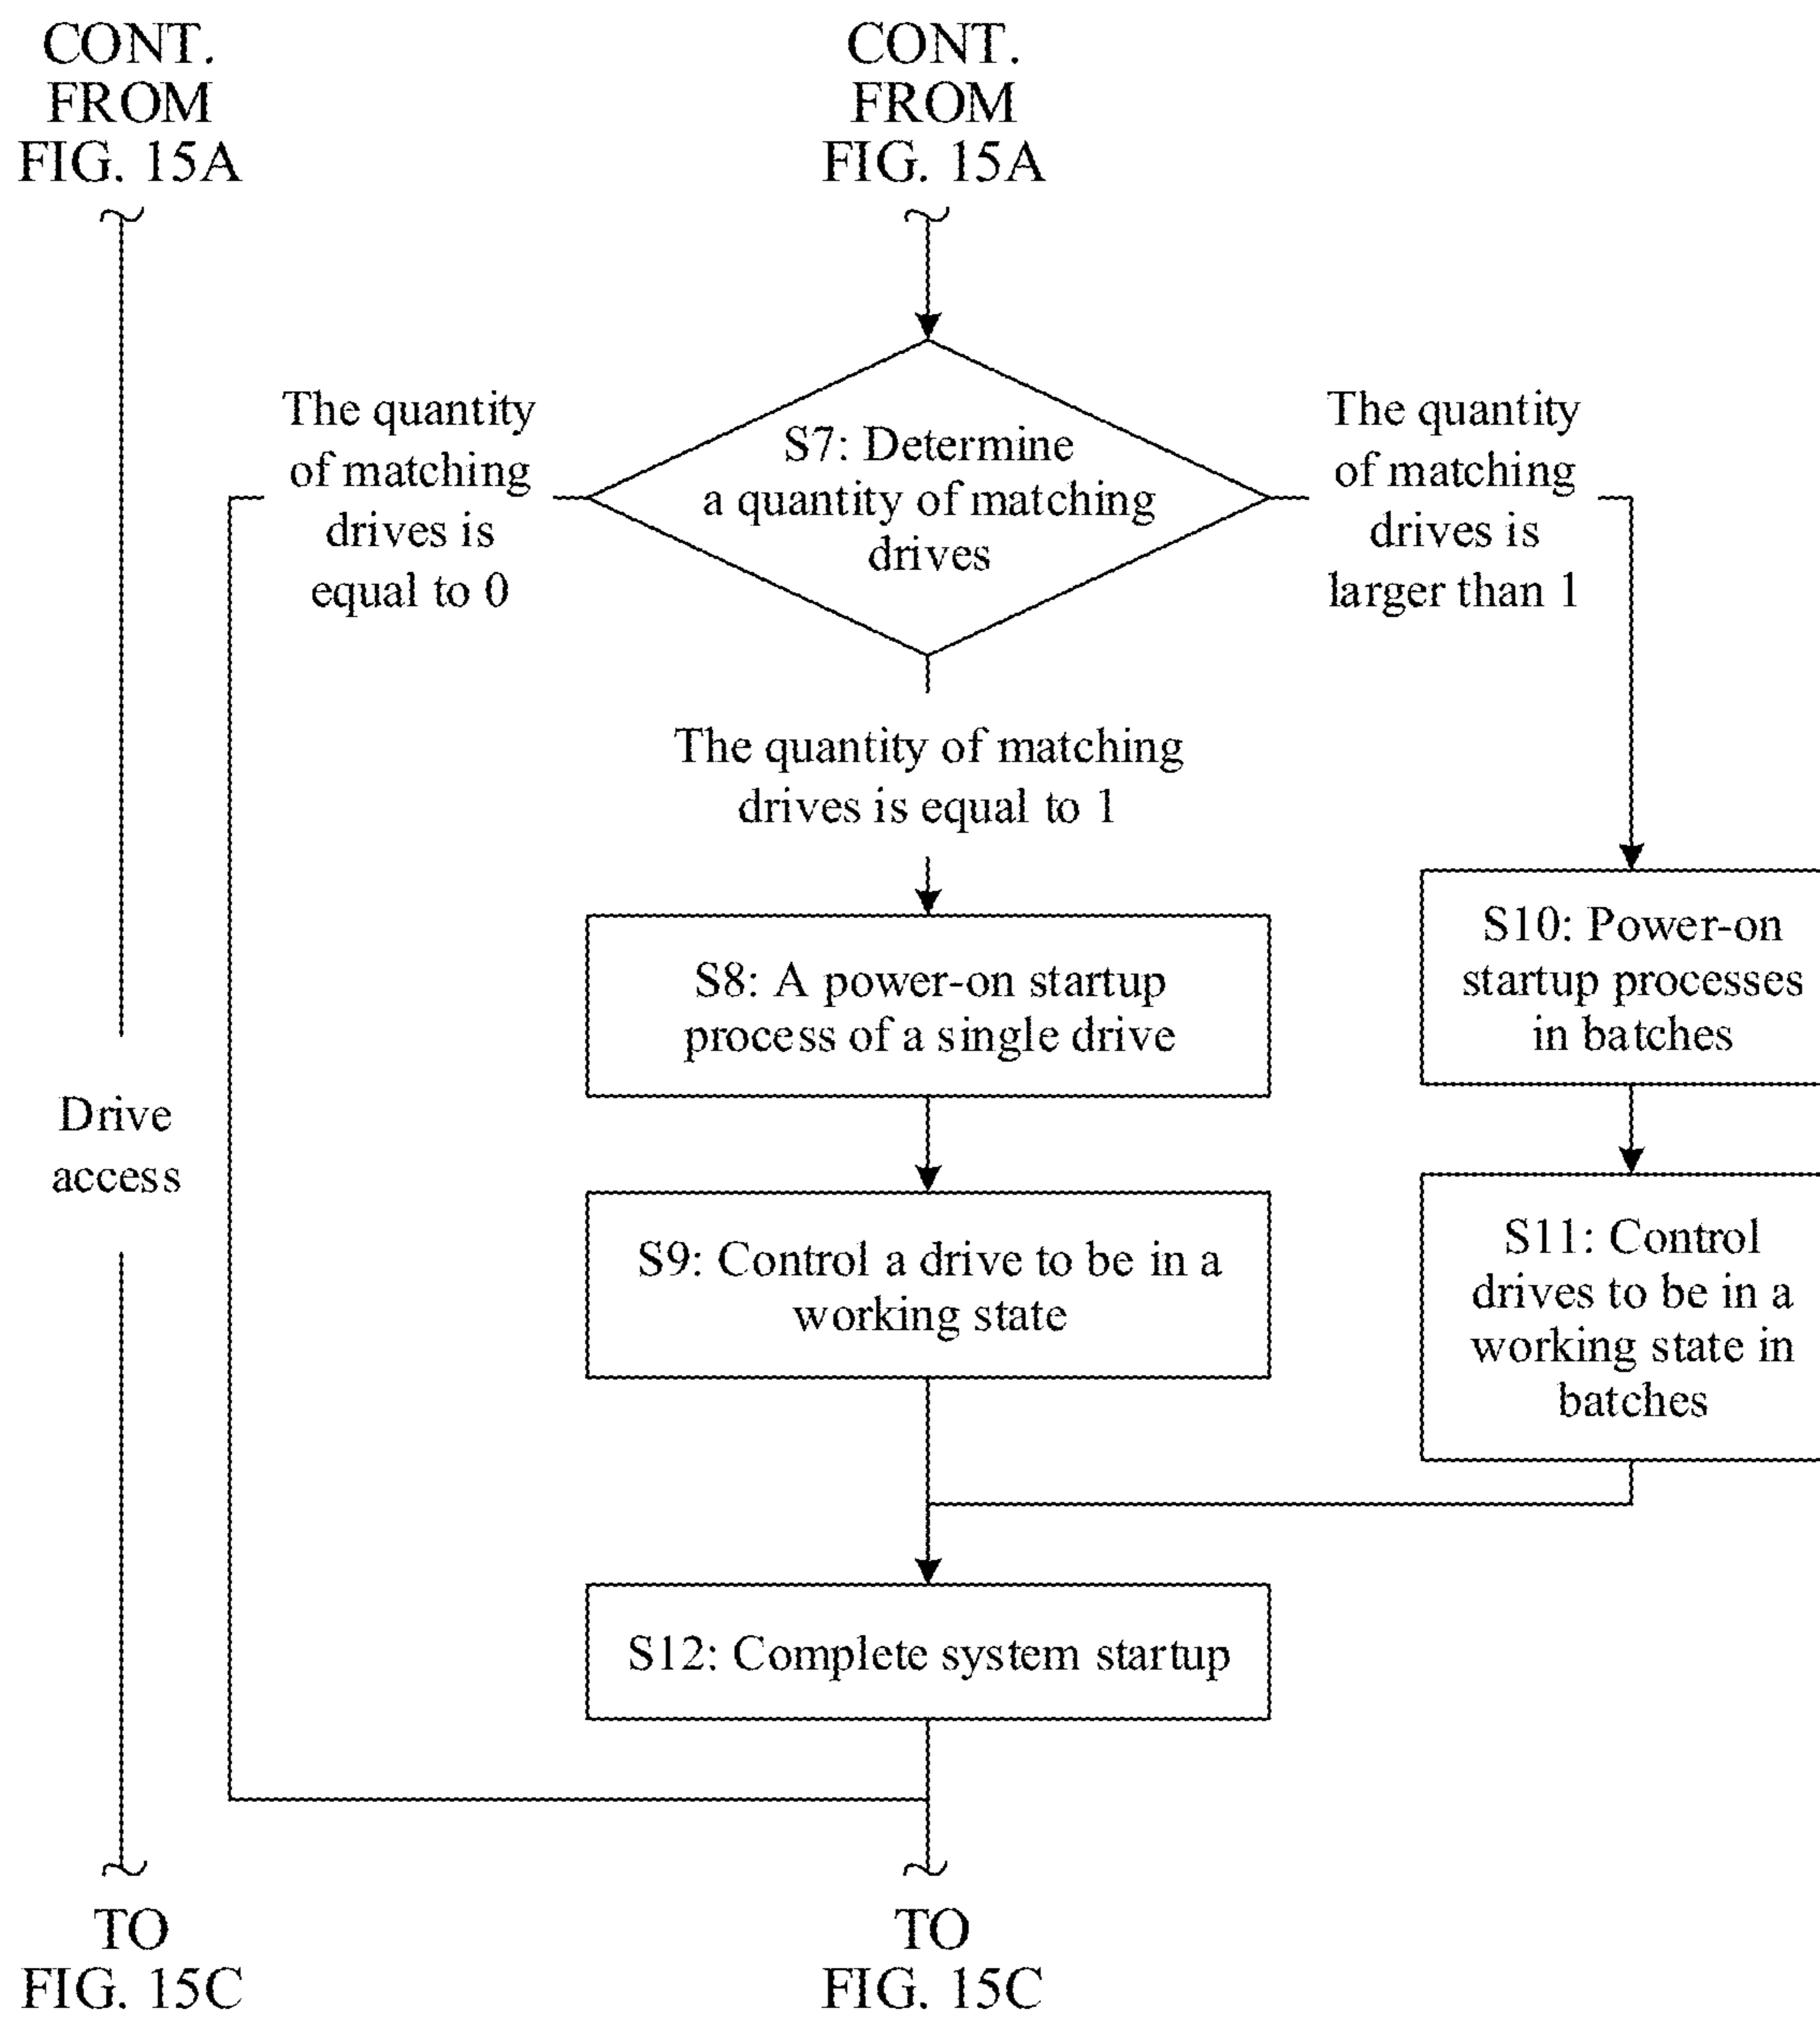 CONT.
FROM
FIG. 15A
CONT.
FROM
FIG. 15A
S7: Determine
a quantity of matching
drives
The quantity
of matching
drives is
equal to 0
The quantity
of matching
drives is
larger than 1
The quantity of matching
drives is equal to 1
S8: A power-on startup
process of a single drive
S10: Power-on
startup processes
in batches
Drive
access
S9: Control a drive to be in a
working state
S11: Control
drives to be in a
working state in
batches
S12: Complete system startup
TO
FIG. 15C
TO
FIG. 15C